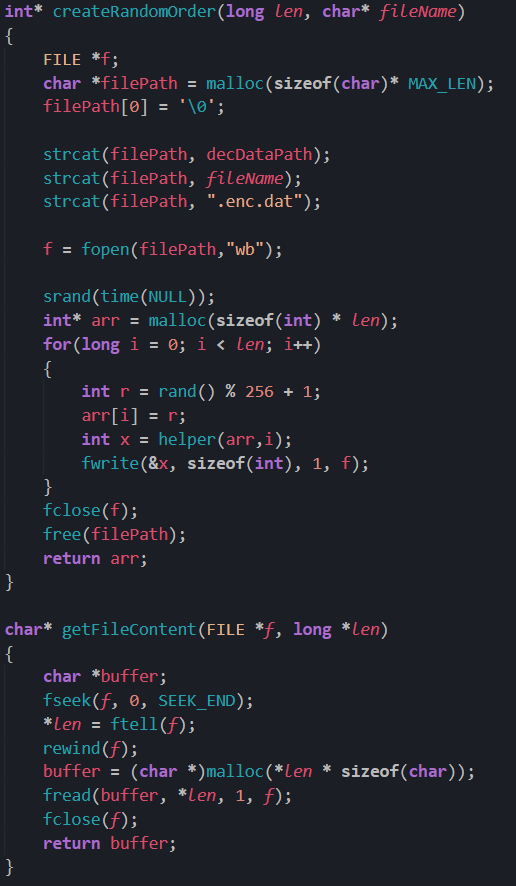 int* createRandomOrder(long len, char* fileName)
{
    FILE *f;
    char *filePath = malloc(sizeof(char)* MAX_LEN);
    filePath[0] = '\0';

    strcat(filePath, decDataPath);
    strcat(filePath, fileName);
    strcat(filePath, ".enc.dat");

    f = fopen(filePath,"wb");

    srand(time(NULL));
    int* arr = malloc(sizeof(int) * len);
    for(long i = 0; i < len; i++)
    {
        int r = rand() % 256 + 1;
        arr[i] = r;
        int x = helper(arr,i);
        fwrite(&x, sizeof(int), 1, f);
    }
    fclose(f);
    free(filePath);
    return arr;
}

char* getFileContent(FILE *f, long *len)
{
    char *buffer;
    fseek(f, 0, SEEK_END);
    *len = ftell(f);
    rewind(f);
    buffer = (char *)malloc(*len * sizeof(char));
    fread(buffer, *len, 1, f);
    fclose(f);
    return buffer;
}